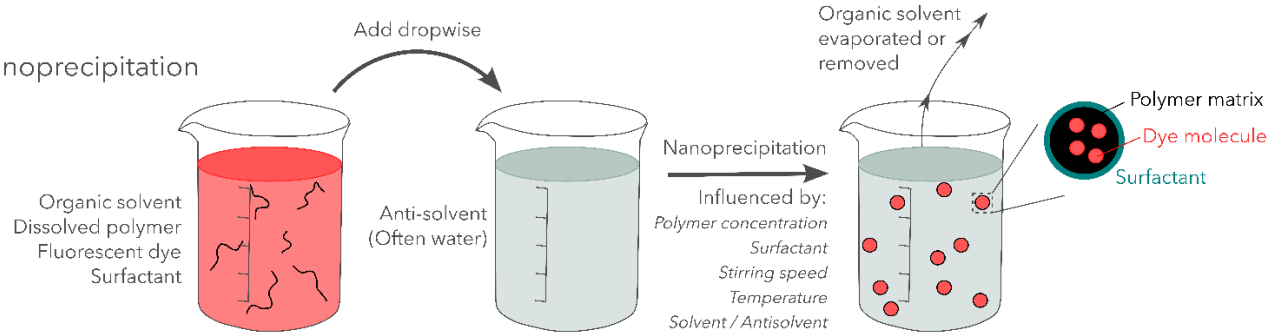 noprecipitation
Add dropwise
Organic solvent
Dissolved polymer
Fluorescent dye
Surfactant
Anti-solvent
(Often water)
Nanoprecipitation
Influenced by:
Polymer concentration
Surfactant
Stirring speed
Temperature
Solvent / Antisolvent
Organic solvent
evaporated or
removed
Polymer matrix
Dye molecule
Surfactant